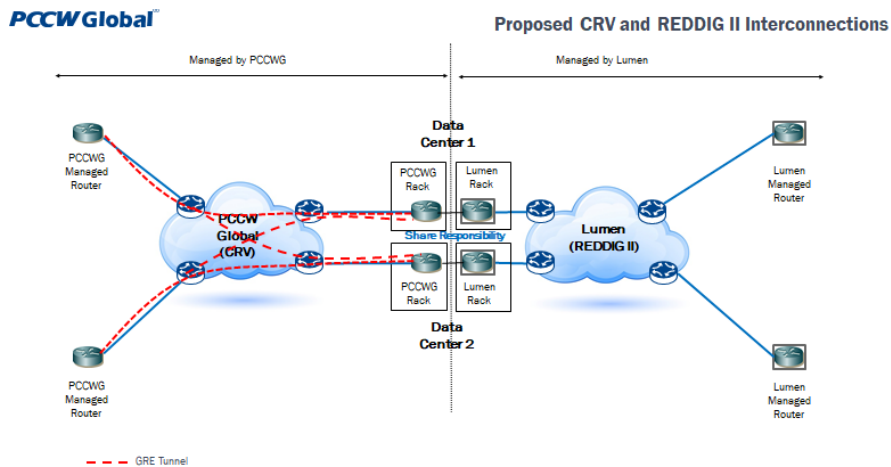 PCCW Global
Proposed CRV and REDDIG II Interconnections
Managed by PCCWG
Managed by Lumen
Data
Center 1
PCCWG
Managed
Router
PCCWG
Rack
Lumen
Rack
Lumen
Managed
Router
PCCW
Global
(CRV)
Lumen
(REDDIG II)
Share Responsibility
PCCWG
Rack
Lumen
Rack
Data
Center 2
PCCWG
Managed
Router
Lumen
Managed
Router
GRE Tunnel